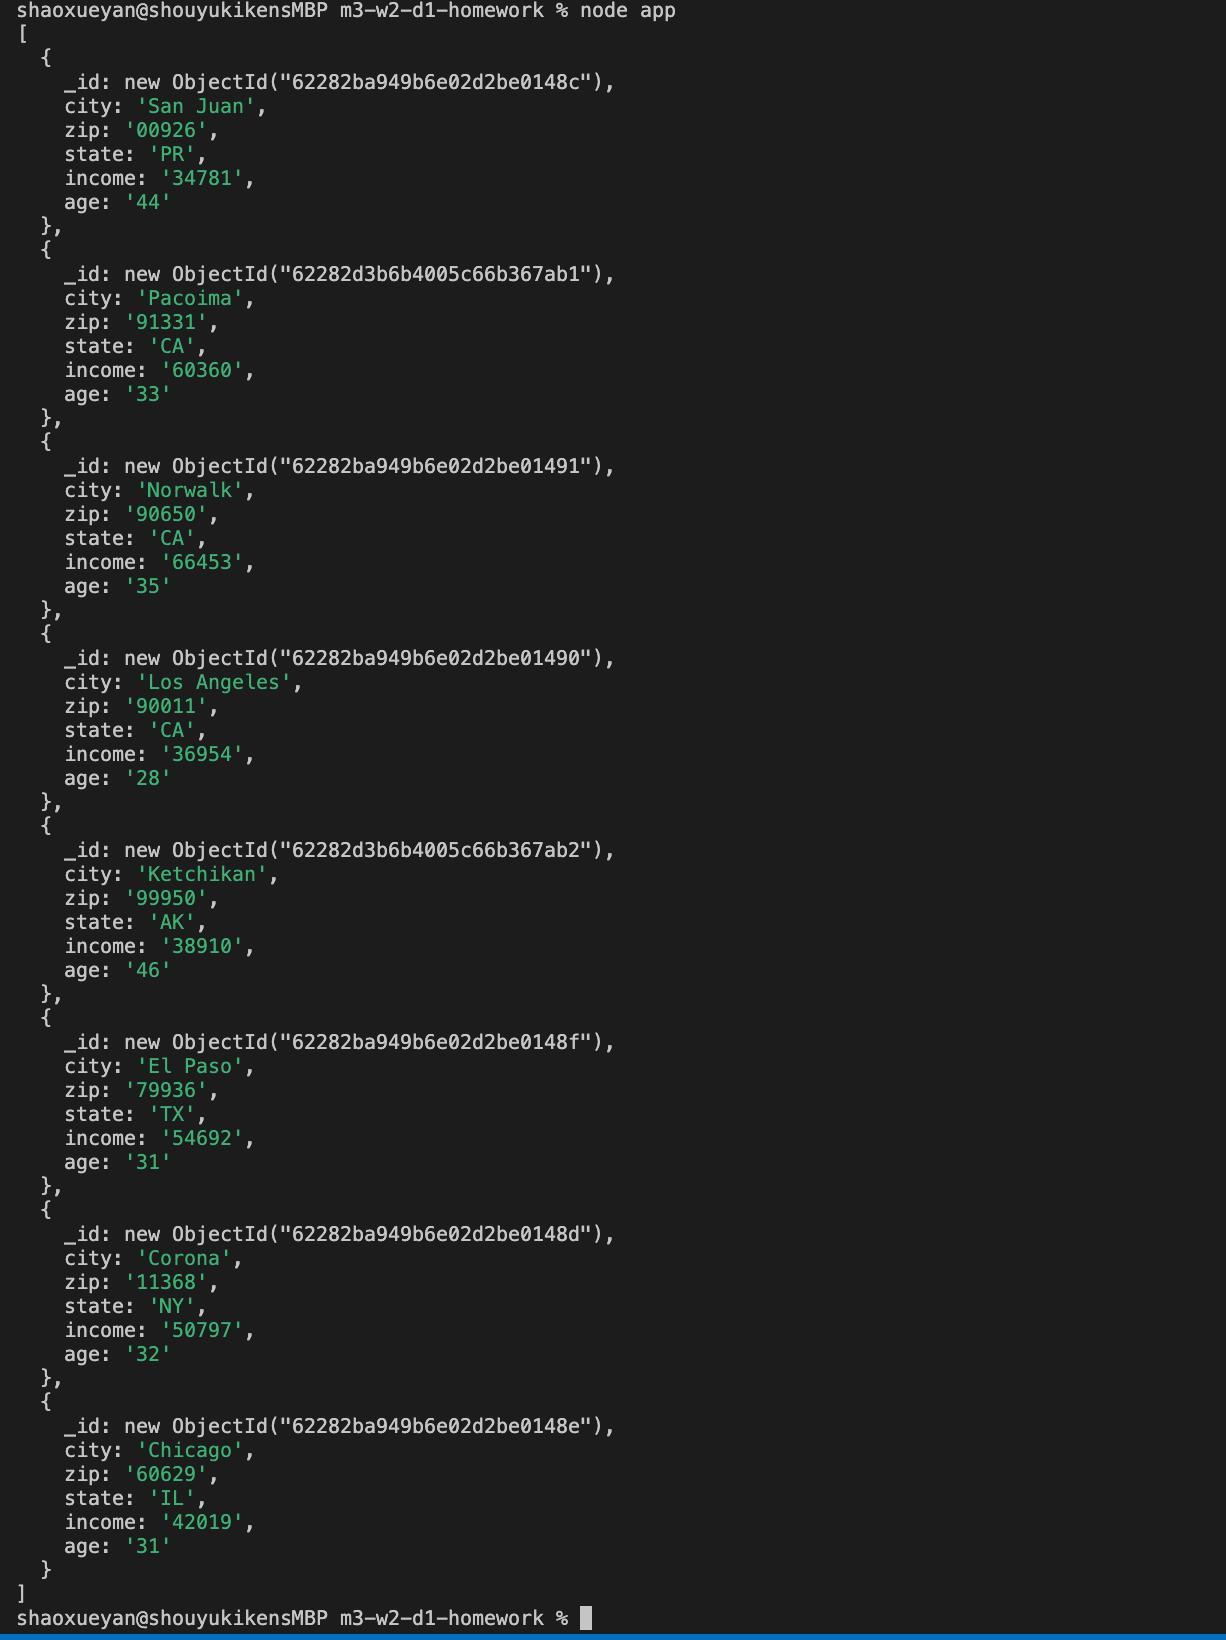 shaoxueyan@shouyukikensMBP m3-w2-d1-homework % node app
[
  {
    _id: new ObjectId("62282ba949b6e02d2be0148c"),
    city: 'San Juan',
    zip: '00926',
    state: 'PR',
    income: '34781',
    age: '44'
  },
  {
    _id: new ObjectId("62282d3b6b4005c66b367ab1"),
    city: 'Pacoima',
    zip: '91331',
    state: 'CA',
    income: '60360',
    age: '33'
  },
  {
    _id: new ObjectId("62282ba949b6e02d2be01491"),
    city: 'Norwalk',
    zip: '90650',
    state: 'CA',
    income: '66453',
    age: '35'
  },
  {
    _id: new ObjectId("62282ba949b6e02d2be01490"),
    city: 'Los Angeles',
    zip: '90011',
    state: 'CA',
    income: '36954',
    age: '28'
  },
  {
    _id: new ObjectId("62282d3b6b4005c66b367ab2"),
    city: 'Ketchikan',
    zip: '99950',
    state: 'AK',
    income: '38910',
    age: '46'
  },
  {
    _id: new ObjectId("62282ba949b6e02d2be0148f"),
    city: 'El Paso',
    zip: '79936',
    state: 'TX',
    income: '54692',
    age: '31'
  },
  {
    _id: new ObjectId("62282ba949b6e02d2be0148d"),
    city: 'Corona',
    zip: '11368',
    state: 'NY',
    income: '50797',
    age: '32'
  },
  {
    _id: new ObjectId("62282ba949b6e02d2be0148e"),
    city: 'Chicago',
    zip: '60629',
    state: 'IL',
    income: '42019',
    age: '31'
  }
]
shaoxueyan@shouyukikensMBP m3-w2-d1-homework %